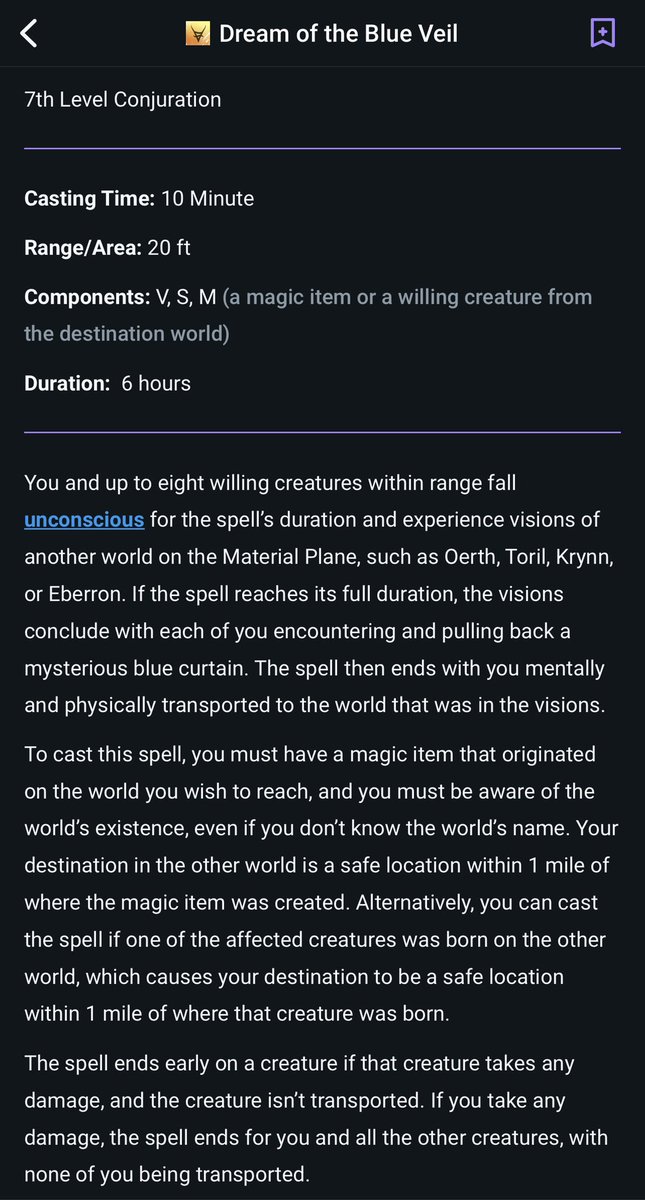 Dream of the Blue Veil
7th Level Conjuration
Casting Time: 10 Minute
Range/Area: 20 ft
Components: V, S, M (a magic item or a willing creature from
the destination world)
Duration: 6 hours
You and up to eight willing creatures within range fall
unconscious for the spell’s duration and experience visions of
another world on the Material Plane, such as Oerth, Toril, Krynn,
or Eberron. If the spell reaches its full duration, the visions
conclude with each of you encountering and pulling back a
mysterious blue curtain. The spell then ends with you mentally
and physically transported to the world that was in the visions.
To cast this spell, you must have a magic item that originated
on the world you wish to reach, and you must be aware of the
world’s existence, even if you don’t know the world’s name. Your
destination in the other world is a safe location within 1 mile of
where the magic item was created. Alternatively, you can cast
the spell if one of the affected creatures was born on the other
world, which causes your destination to be a safe location
within 1 mile of where that creature was born.
The spell ends early on a creature if that creature takes any
damage, and the creature isn’t transported. If you take any
damage, the spell ends for you and all the other creatures, with
none of you being transported.